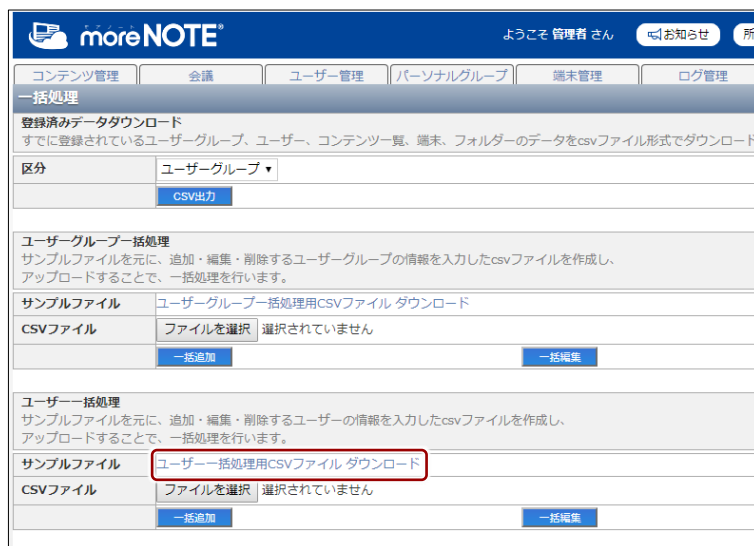 モアノート
moreNOTE®
ようこそ 管理者 さん
お知らせ
所
コンテンツ管理 会議 ユーザー管理 パーソナルグループ 端末管理 ログ管理
一括処理
登録済みデータダウンロード
すでに登録されているユーザーグループ、ユーザー、コンテンツ一覧、端末、フォルダーのデータをcsvファイル形式でダウンロード
区分 ユーザーグループ
CSV出力
ユーザーグループ一括処理
サンプルファイルを元に、追加・編集・削除するユーザーグループの情報を入力したcsvファイルを作成し、
アップロードすることで、一括処理を行います。
サンプルファイル ユーザーグループ一括処理用CSVファイル ダウンロード
CSVファイル ファイルを選択 選択されていません
一括追加 一括編集
ユーザー一括処理
サンプルファイルを元に、追加・編集・削除するユーザーの情報を入力したcsvファイルを作成し、
アップロードすることで、一括処理を行います。
サンプルファイル ユーザー一括処理用CSVファイル ダウンロード
CSVファイル ファイルを選択 選択されていません
一括追加 一括編集